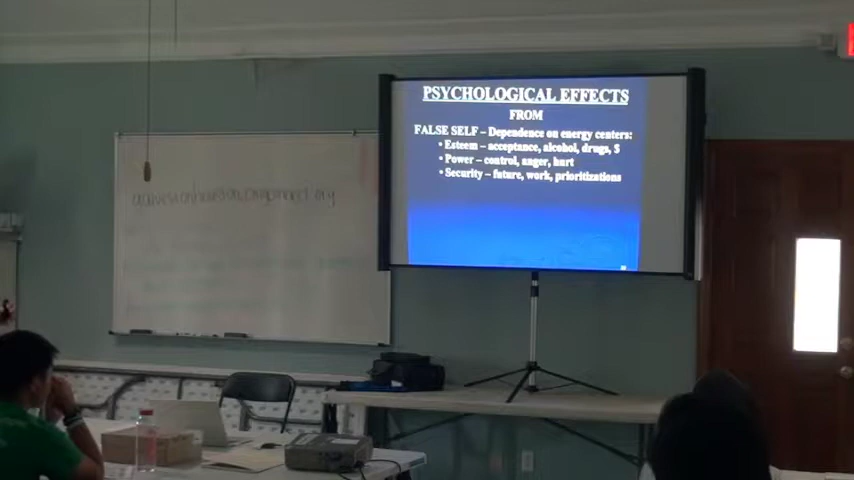 PSYCHOLOGICAL EFFECTS
FROM
FALSE SELF – Dependence on energy centers:
• Esteem – acceptance, alcohol, drugs, $
• Power – control, anger, hurt
• Security – future, work, prioritizations